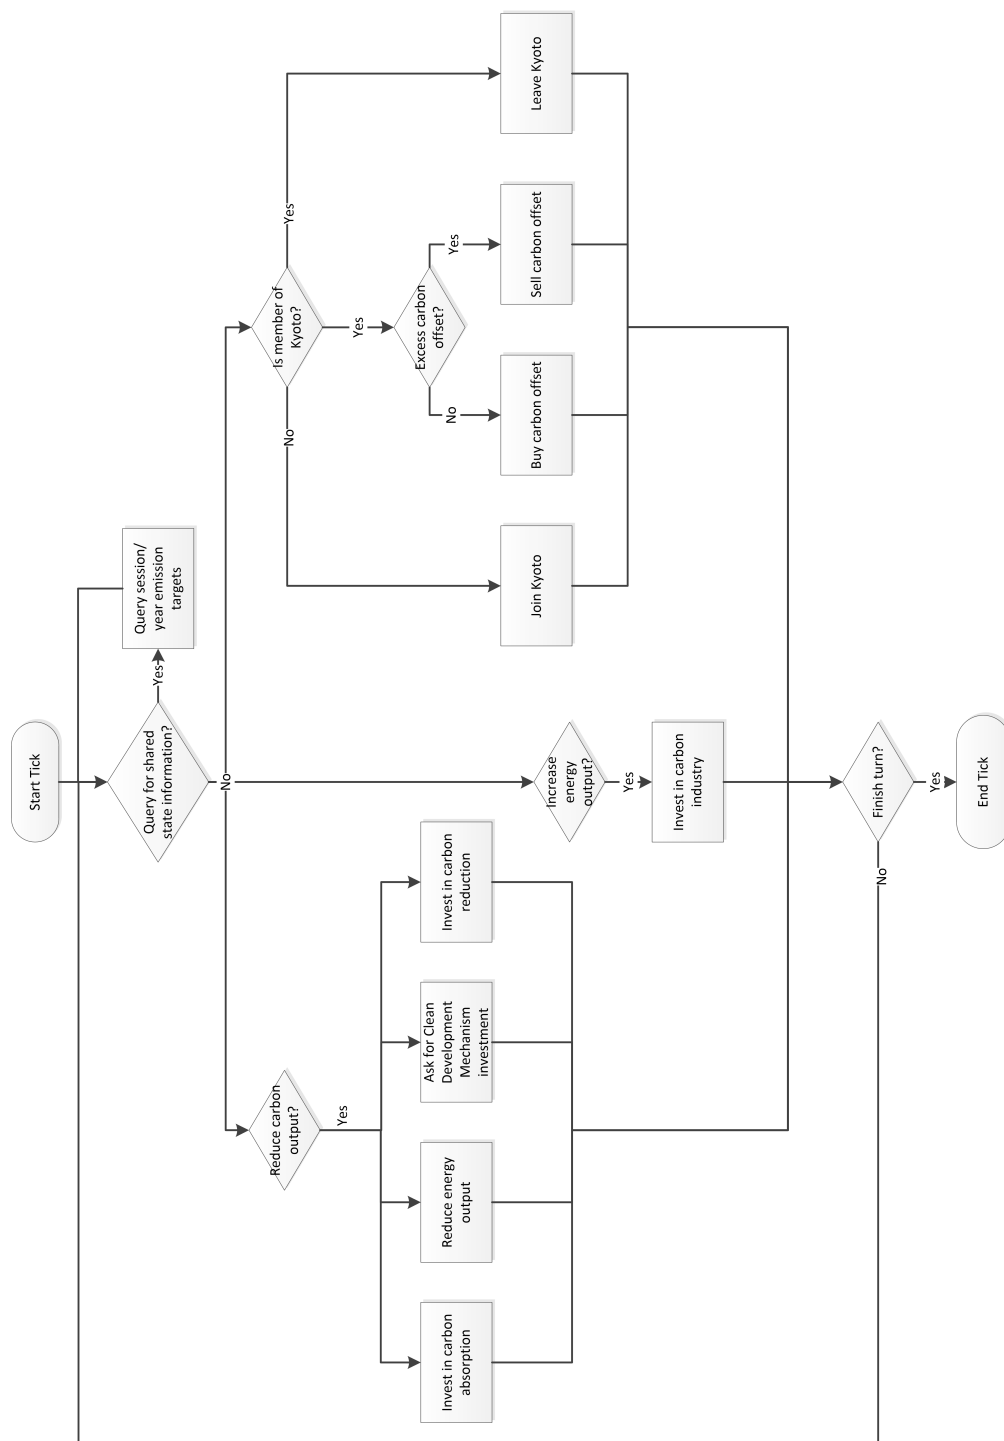 Start Tick
Query for shared
state information?
Yes
Query session/
year emission
targets
No
Reduce carbon
output?
Yes
Invest in carbon
absorption
Reduce energy
output
Ask for Clean
Development
Mechanism
investment
Invest in carbon
reduction
Increase
energy
output?
Yes
Invest in carbon
industry
Is member of
Kyoto?
No
Yes
Yes
Excess carbon
offset?
No
Yes
Join Kyoto
Buy carbon offset
Sell carbon offset
Leave Kyoto
Finish turn?
No
Yes
End Tick